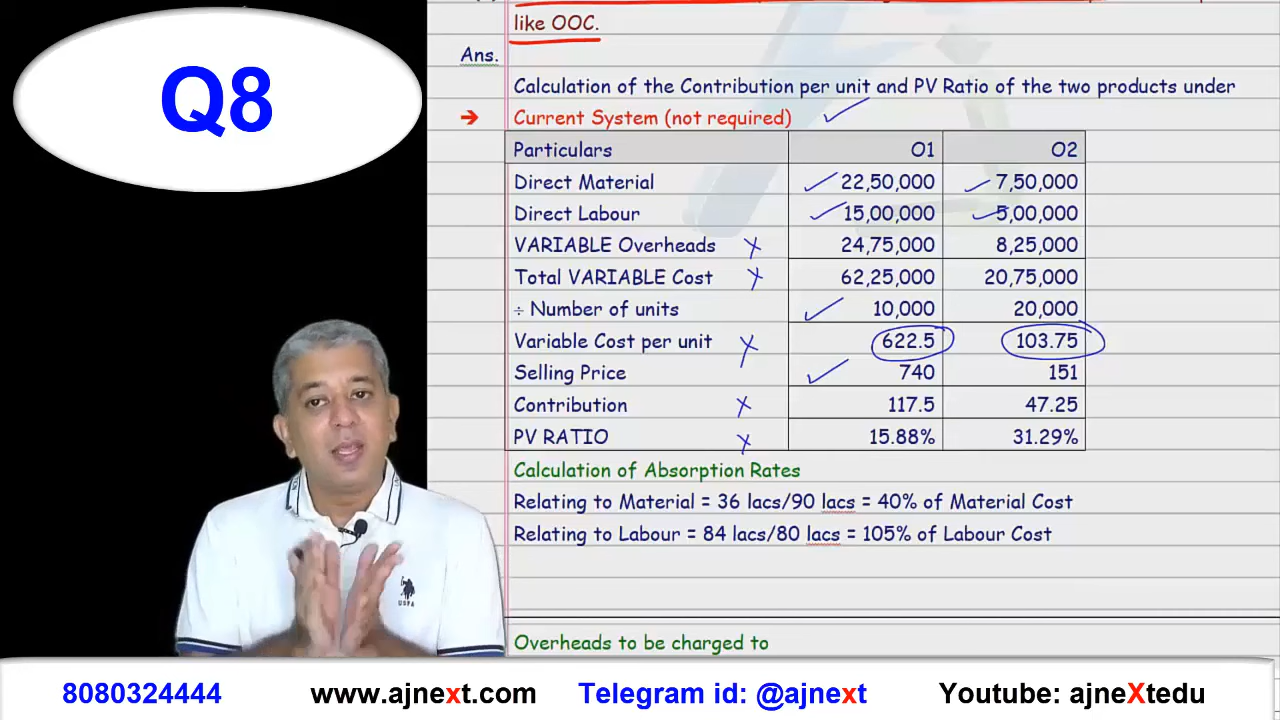 Q8
like OOC.
Ans.
Calculation of the Contribution per unit and PV Ratio of the two products under
➔ Current System (not required)
Particulars O1 O2
Direct Material 22,50,000 7,50,000
Direct Labour 15,00,000 5,00,000
VARIABLE Overheads 24,75,000 8,25,000
Total VARIABLE Cost 62,25,000 20,75,000
÷ Number of units 10,000 20,000
Variable Cost per unit 622.5 103.75
Selling Price 740 151
Contribution 117.5 47.25
PV RATIO 15.88% 31.29%
Calculation of Absorption Rates
Relating to Material = 36 lacs/90 lacs = 40% of Material Cost
Relating to Labour = 84 lacs/80 lacs = 105% of Labour Cost
Overheads to be charged to
USPA
8080324444 www.ajnext.com Telegram id: @ajnext Youtube: ajneXtedu